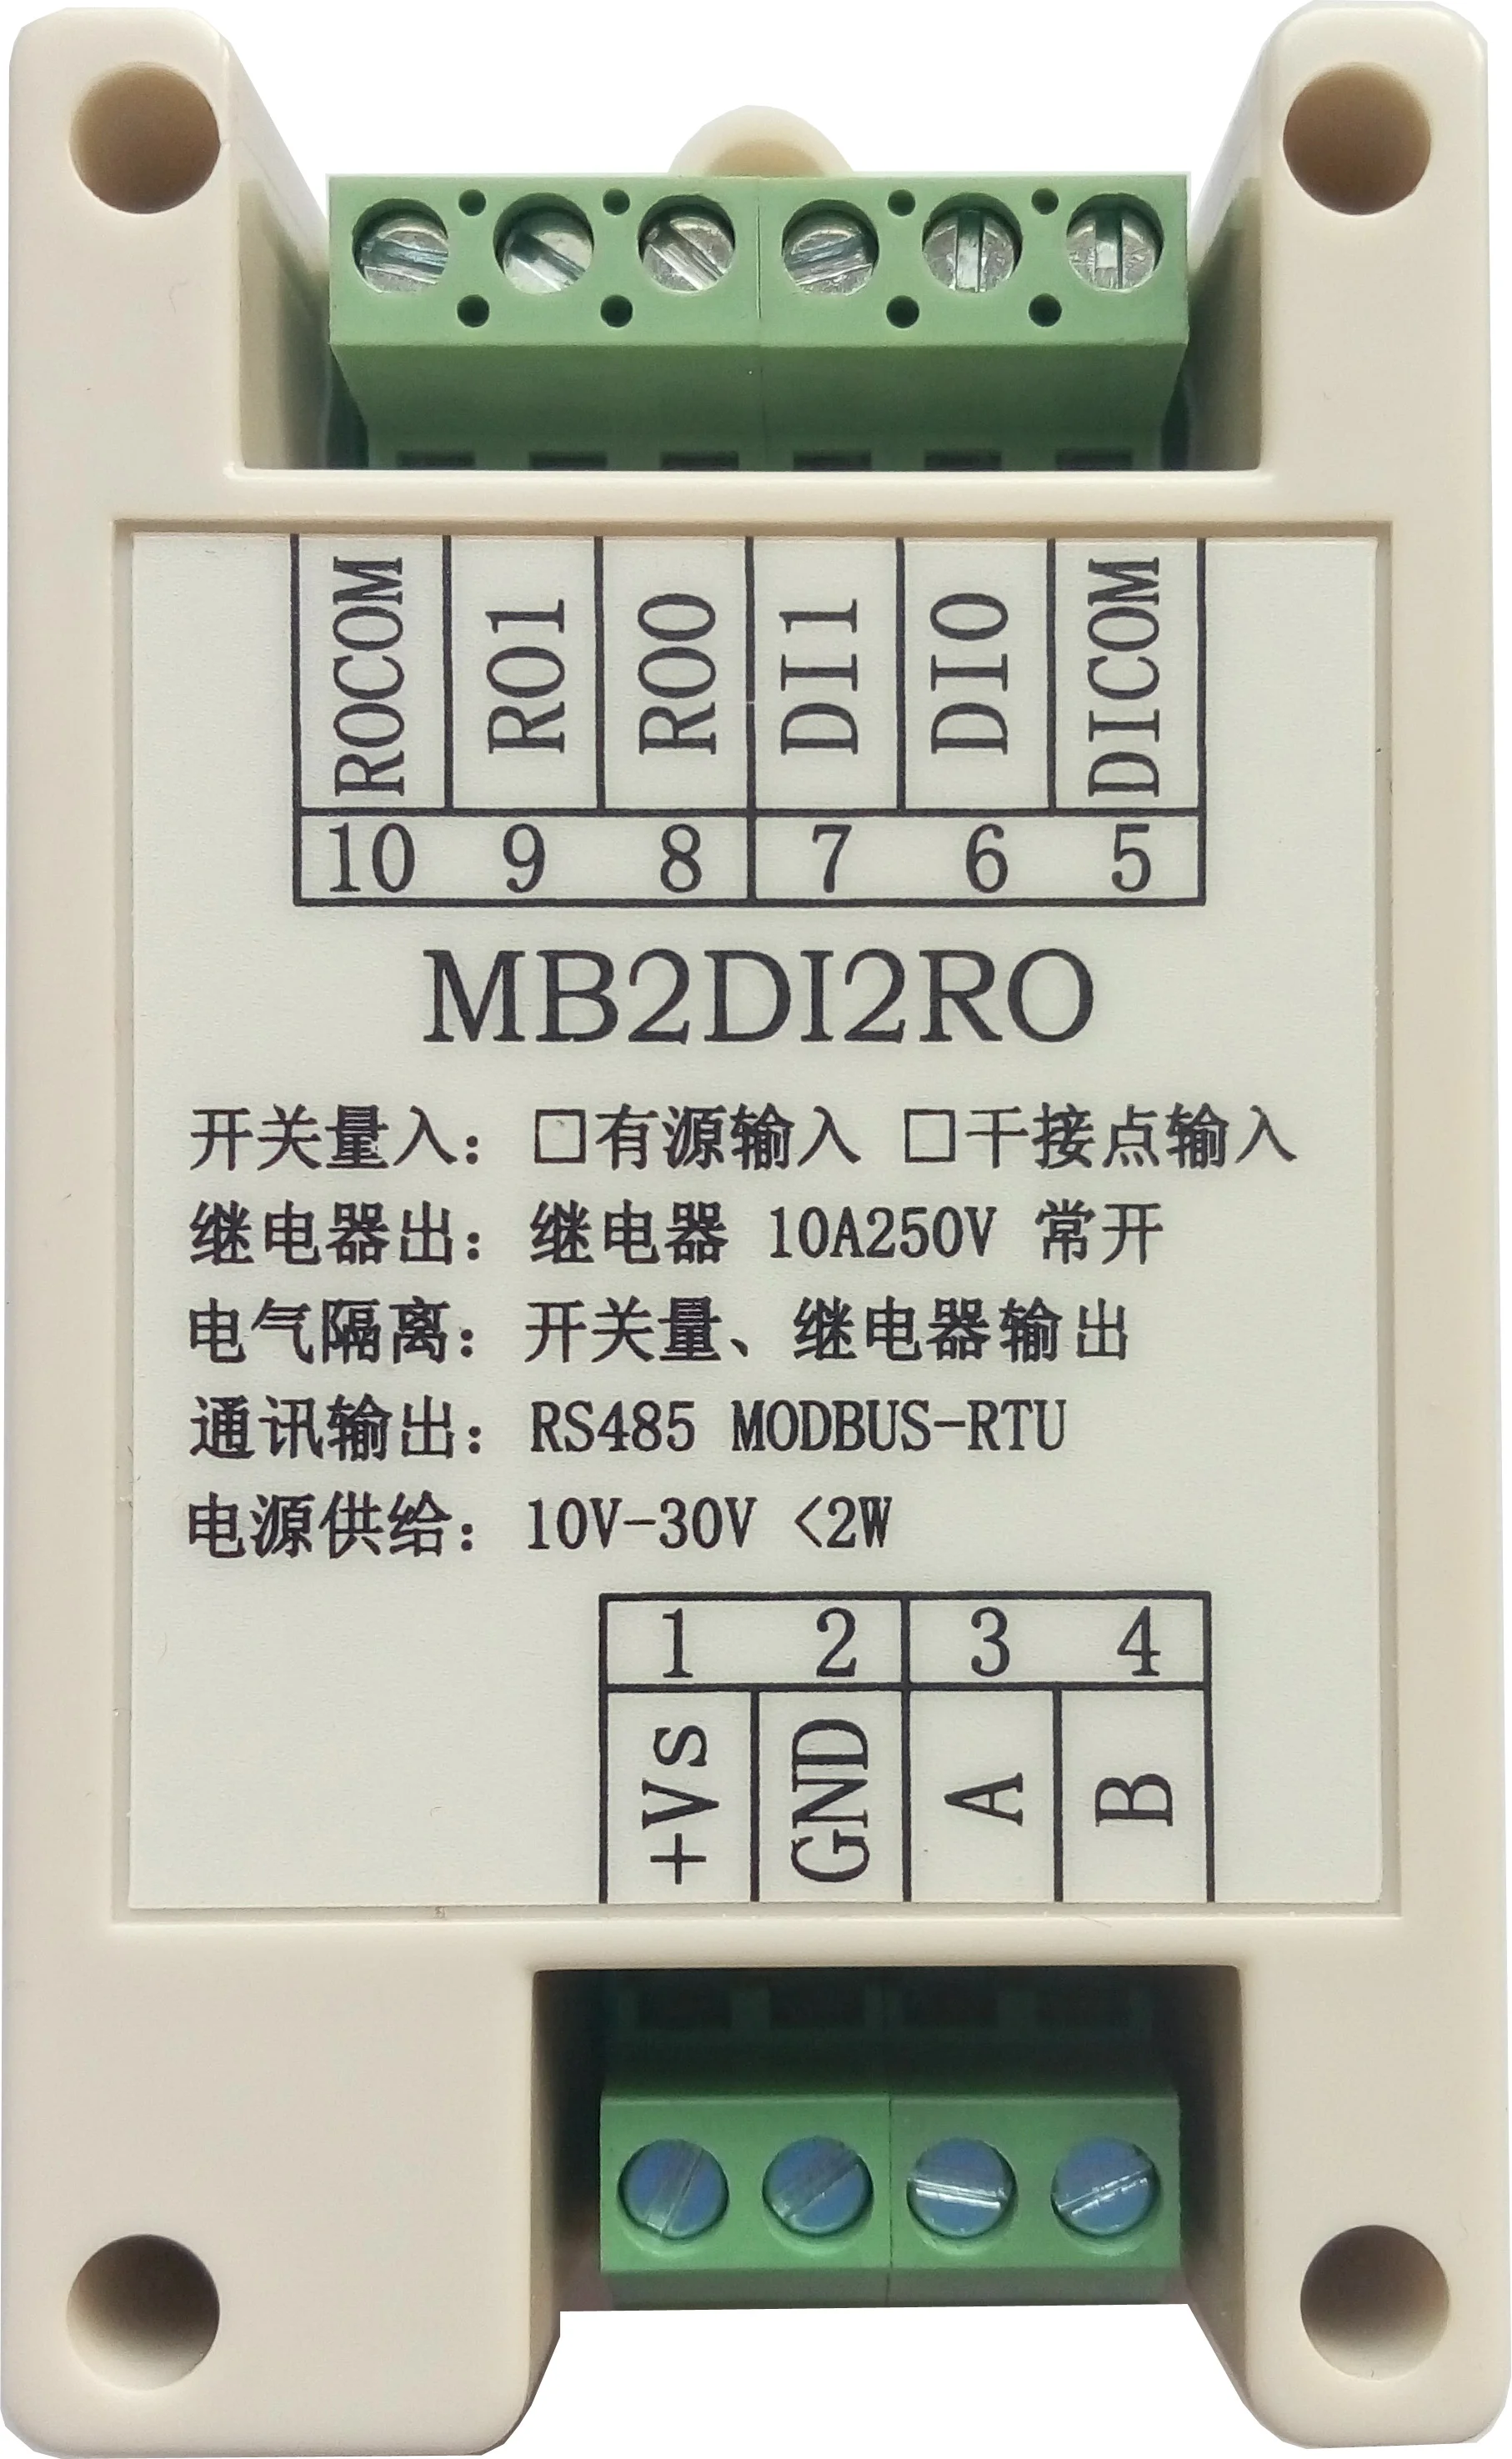 ROCOM RO1 RO0 DI1 DI0 DICOM
10 9 8 7 6 5
MB2DI2RO
开关量入：□有源输入 □干接点输入
继电器出：继电器 10A250V 常开
电气隔离：开关量、继电器输出
通讯输出：RS485 MODBUS-RTU
电源供给：10V-30V <2W
1 2 3 4
+Vs GND A B